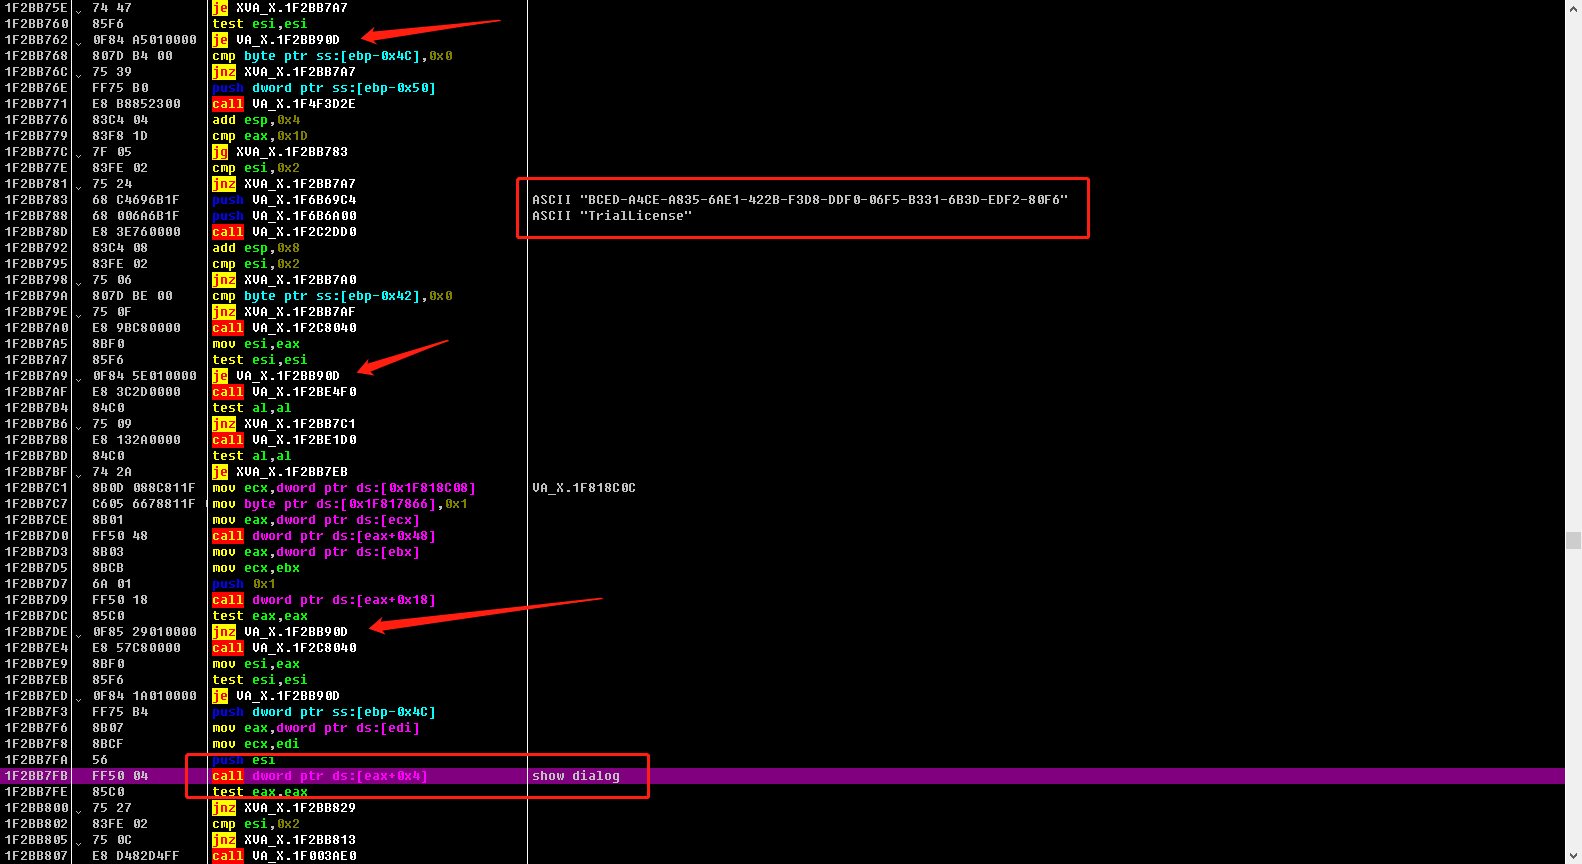 1F2BB75E 74 47 je XVA_X.1F2BB7A7
1F2BB760 85F6 test esi,esi
1F2BB762 0F84 A5010000 je VA_X.1F2BB90D
1F2BB768 807D B4 00 cmp byte ptr ss:[ebp-0x4C],0x0
1F2BB76C 75 39 jnz XVA_X.1F2BB7A7
1F2BB76E FF75 B0 push dword ptr ss:[ebp-0x50]
1F2BB771 E8 B8852300 call VA_X.1F4F3D2E
1F2BB776 83C4 04 add esp,0x4
1F2BB779 83F8 1D cmp eax,0x1D
1F2BB77C 7F 05 jg XVA_X.1F2BB783
1F2BB77E 83FE 02 cmp esi,0x2
1F2BB781 75 24 jnz XVA_X.1F2BB7A7
1F2BB783 68 C4696B1F push VA_X.1F6B69C4 ASCII "BCED-A4CE-A835-6AE1-422B-F3D8-DDF0-06F5-B331-6B3D-EDF2-80F6"
1F2BB788 68 006A6B1F push VA_X.1F6B6A00 ASCII "TrialLicense"
1F2BB78D E8 3E760000 call VA_X.1F2C2DD0
1F2BB792 83C4 08 add esp,0x8
1F2BB795 83FE 02 cmp esi,0x2
1F2BB798 75 06 jnz XVA_X.1F2BB7A0
1F2BB79A 807D BE 00 cmp byte ptr ss:[ebp-0x42],0x0
1F2BB79E 75 0F jnz XVA_X.1F2BB7AF
1F2BB7A0 E8 9BC80000 call VA_X.1F2C8040
1F2BB7A5 8BF0 mov esi,eax
1F2BB7A7 85F6 test esi,esi
1F2BB7A9 0F84 5E010000 je VA_X.1F2BB90D
1F2BB7AF E8 3C2D0000 call VA_X.1F2BE4F0
1F2BB7B4 84C0 test al,al
1F2BB7B6 75 09 jnz XVA_X.1F2BB7C1
1F2BB7B8 E8 132A0000 call VA_X.1F2BE1D0
1F2BB7BD 84C0 test al,al
1F2BB7BF 74 2A je XVA_X.1F2BB7EB
1F2BB7C1 8B0D 088C811F mov ecx,dword ptr ds:[0x1F818C08] VA_X.1F818C0C
1F2BB7C7 C605 6678811F mov byte ptr ds:[0x1F817866],0x1
1F2BB7CE 8B01 mov eax,dword ptr ds:[ecx]
1F2BB7D0 FF50 48 call dword ptr ds:[eax+0x48]
1F2BB7D3 8B03 mov eax,dword ptr ds:[ebx]
1F2BB7D5 8BCB mov ecx,ebx
1F2BB7D7 6A 01 push 0x1
1F2BB7D9 FF50 18 call dword ptr ds:[eax+0x18]
1F2BB7DC 85C0 test eax,eax
1F2BB7DE 0F85 29010000 jnz VA_X.1F2BB90D
1F2BB7E4 E8 57C80000 call VA_X.1F2C8040
1F2BB7E9 8BF0 mov esi,eax
1F2BB7EB 85F6 test esi,esi
1F2BB7ED 0F84 1A010000 je VA_X.1F2BB90D
1F2BB7F3 FF75 B4 push dword ptr ss:[ebp-0x4C]
1F2BB7F6 8B07 mov eax,dword ptr ds:[edi]
1F2BB7F8 8BCF mov ecx,edi
1F2BB7FA 56 push esi
1F2BB7FB FF50 04 call dword ptr ds:[eax+0x4] show dialog
1F2BB7FE 85C0 test eax,eax
1F2BB800 75 27 jnz XVA_X.1F2BB829
1F2BB802 83FE 02 cmp esi,0x2
1F2BB805 75 0C jnz XVA_X.1F2BB813
1F2BB807 E8 D482D4FF call VA_X.1F003AE0